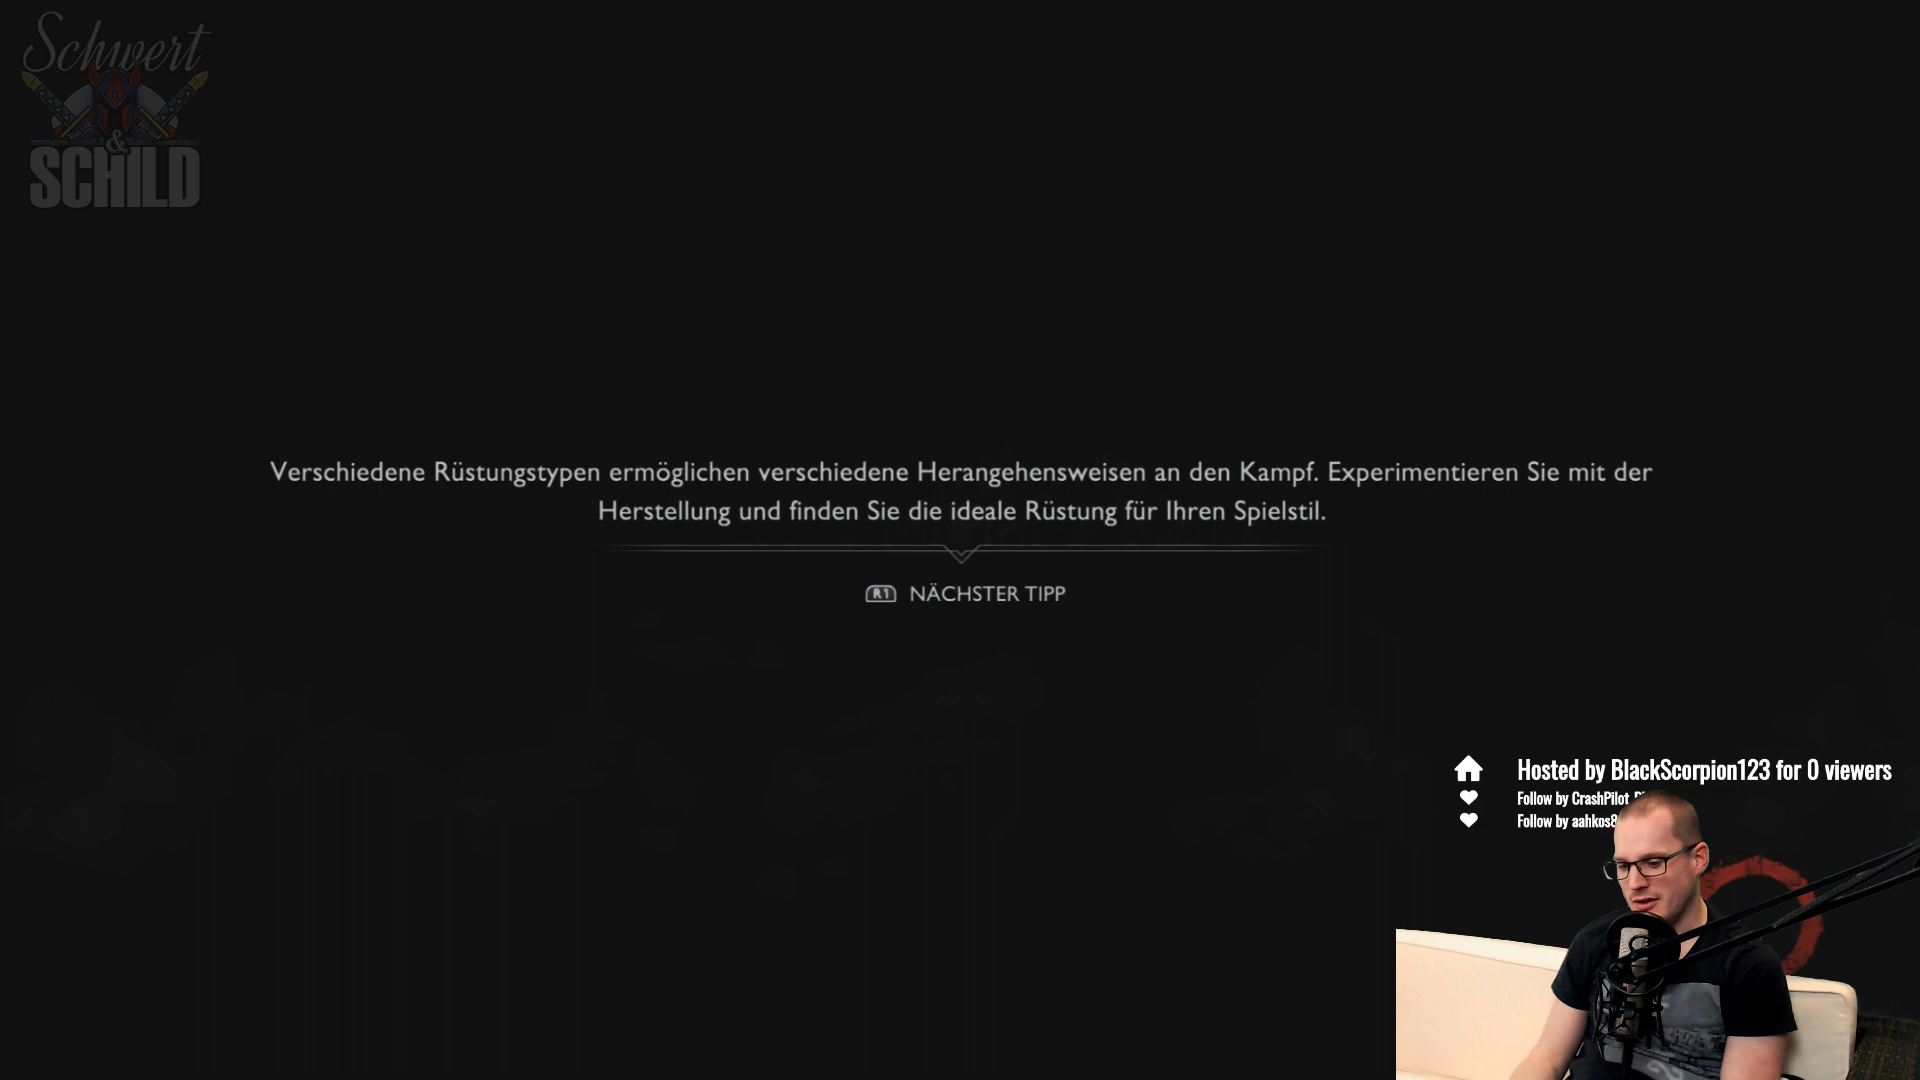 Schwert
&
SCHILD
Verschiedene Rüstungstypen ermöglichen verschiedene Herangehensweisen an den Kampf. Experimentieren Sie mit der
Herstellung und finden Sie die ideale Rüstung für Ihren Spielstil.
R1 NÄCHSTER TIPP
Hosted by BlackScorpion123 for 0 viewers
Follow by
Follow by